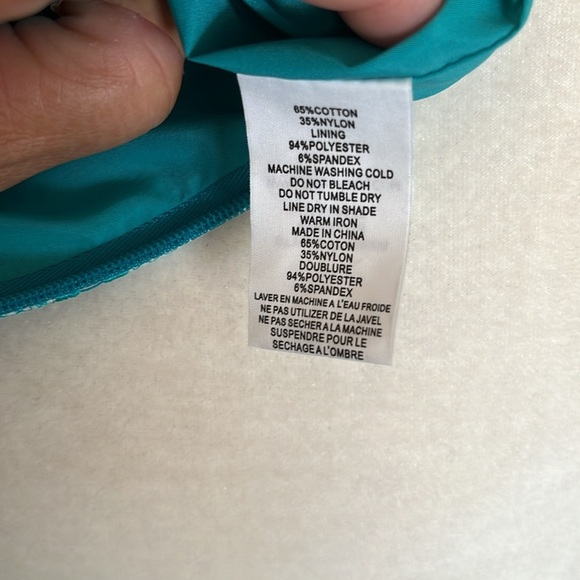 65%COTTON
35%NYLON
LINING
94%POLYESTER
6%SPANDEX
MACHINE WASHING COLD
DO NOT BLEACH
DO NOT TUMBLE DRY
LINE DRY IN SHADE
WARM IRON
MADE IN CHINA
65%COTON
35%NYLON
DOUBLURE
94%POLYESTER
6%SPANDEX
LAVER EN MACHINE A L'EAU FROIDE
NE PAS UTILIZER DE LA JAVEL
NE PAS SECHER A LA MACHINE
SUSPENDRE POUR LE
SECHAGE A L'OMBRE